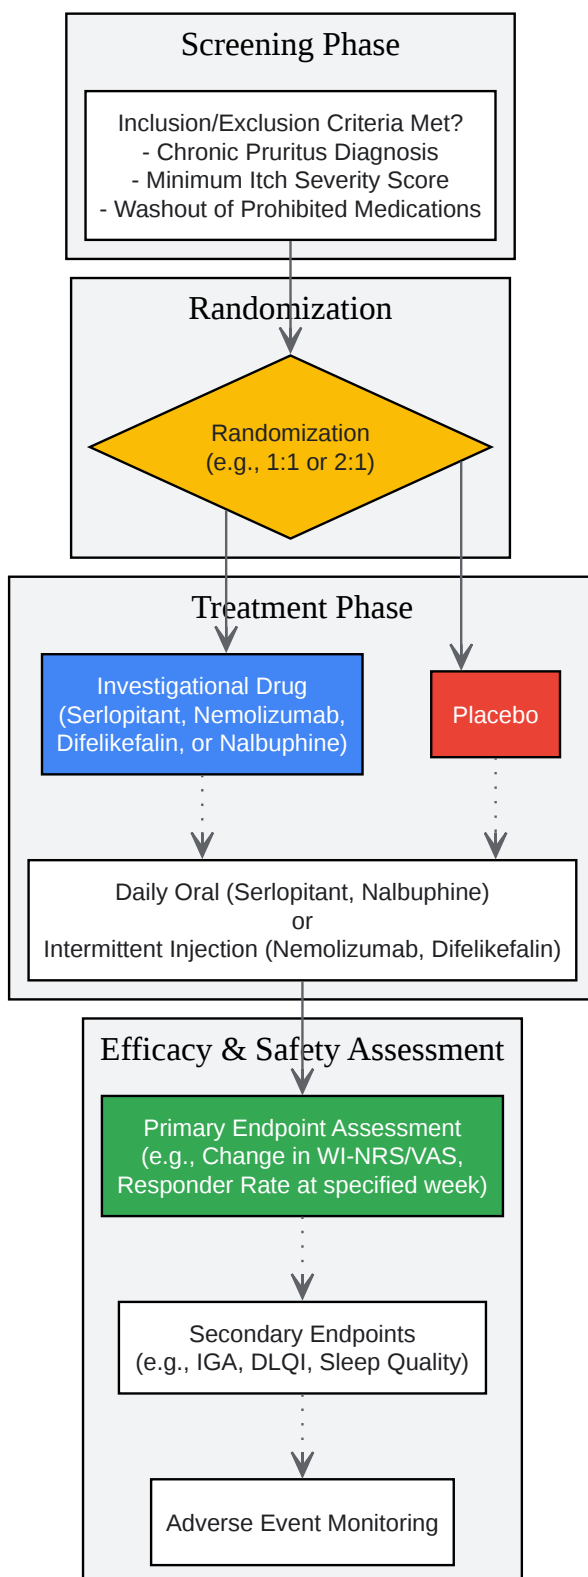 Screening Phase
Inclusion/Exclusion Criteria Met?
- Chronic Pruritus Diagnosis
- Minimum Itch Severity Score
- Washout of Prohibited Medications
Randomization
Randomization
(e.g., 1:1 or 2:1)
Treatment Phase
Investigational Drug
(Serlopitant, Nemolizumab,
Difelikefalin, or Nalbuphine)
Placebo
Daily Oral (Serlopitant, Nalbuphine)
or
Intermittent Injection (Nemolizumab, Difelikefalin)
Efficacy & Safety Assessment
Primary Endpoint Assessment
(e.g., Change in WI-NRS/VAS,
Responder Rate at specified week)
Secondary Endpoints
(e.g., IGA, DLQI, Sleep Quality)
Adverse Event Monitoring